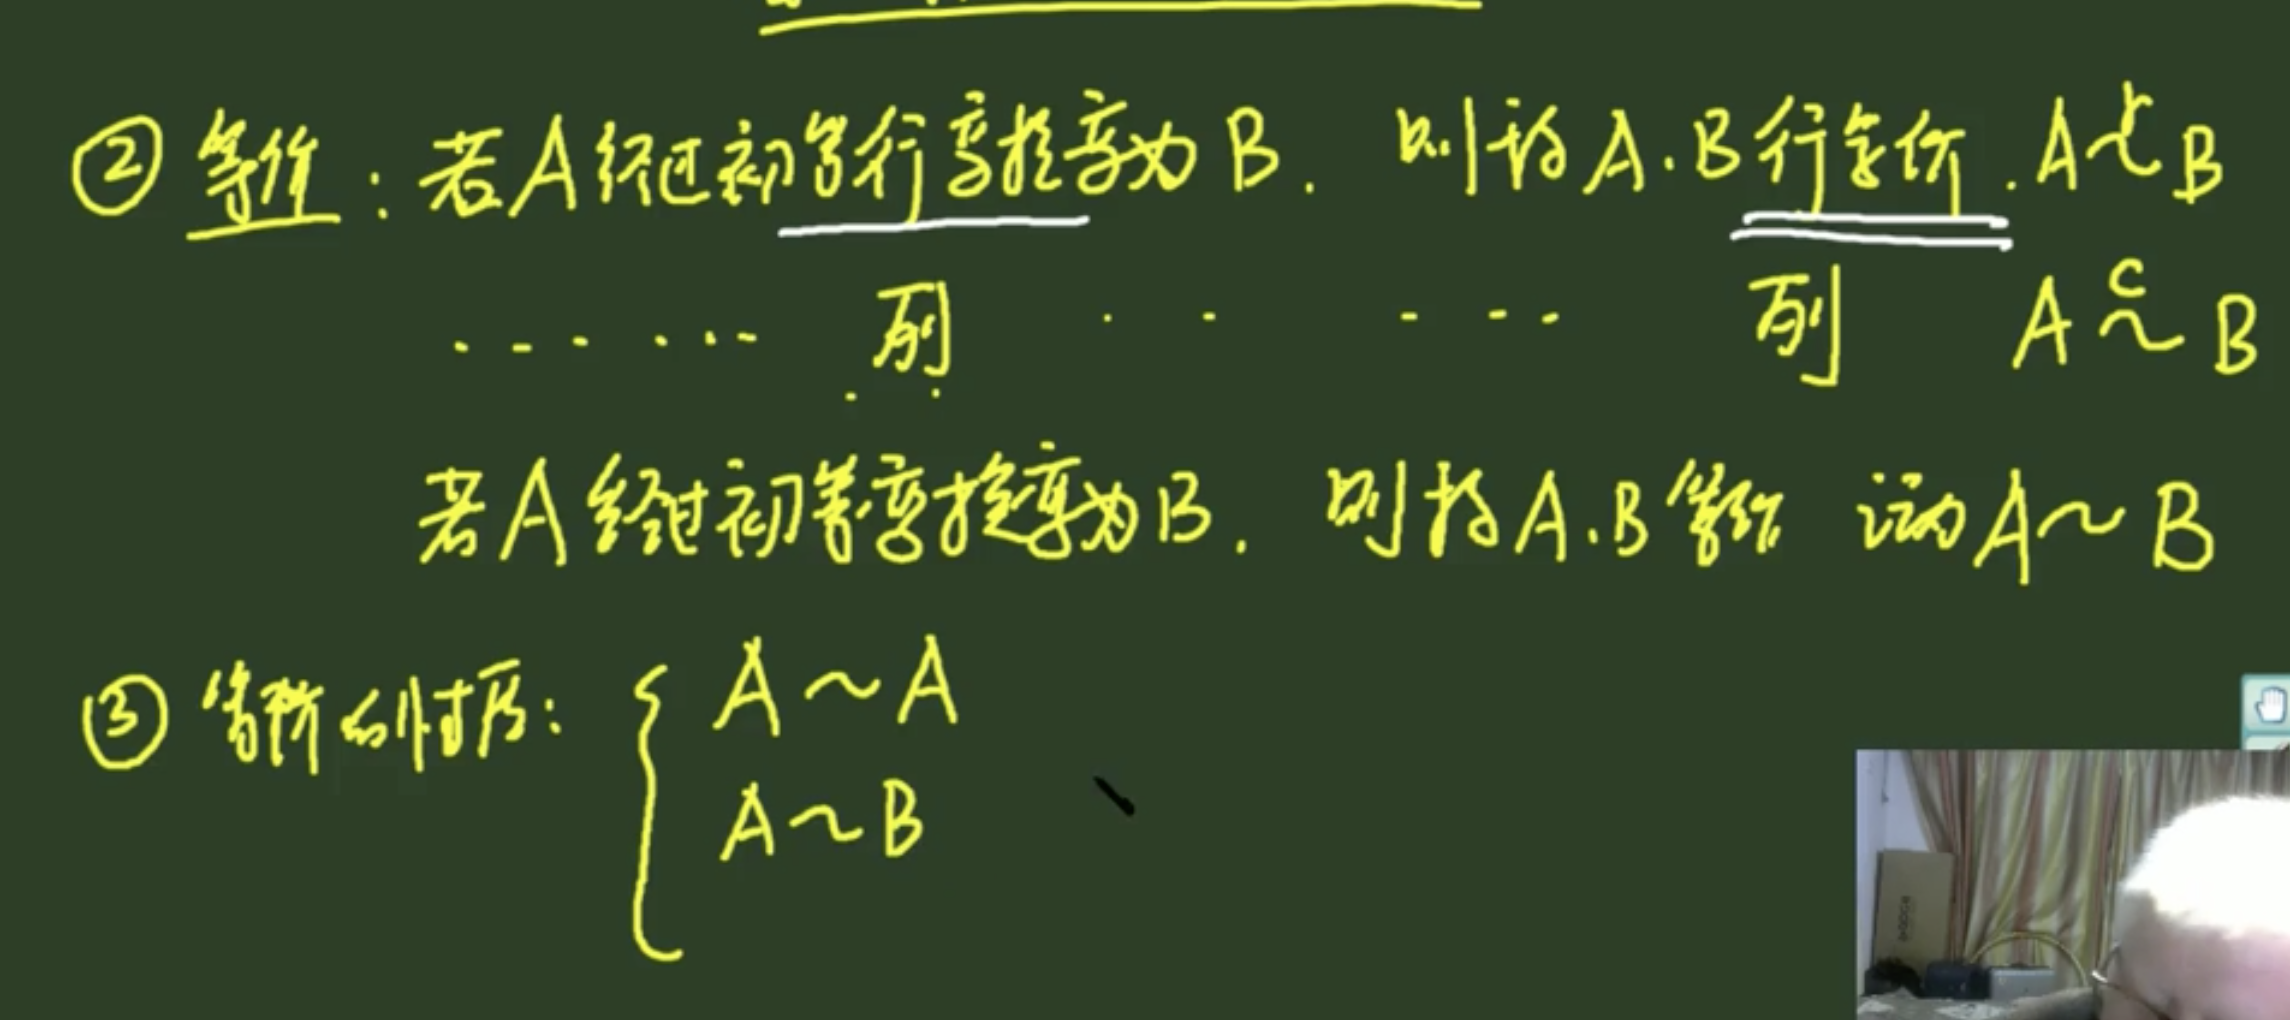 ② 等价：若A经过初等行变换变为B. 则称A.B行等价. A r~ B
...... 列 .. ... 列 A c~ B
若A经过初等变换变为B. 则称A.B等价 记为A~B
③ 等价的性质：{ A~A
A~B